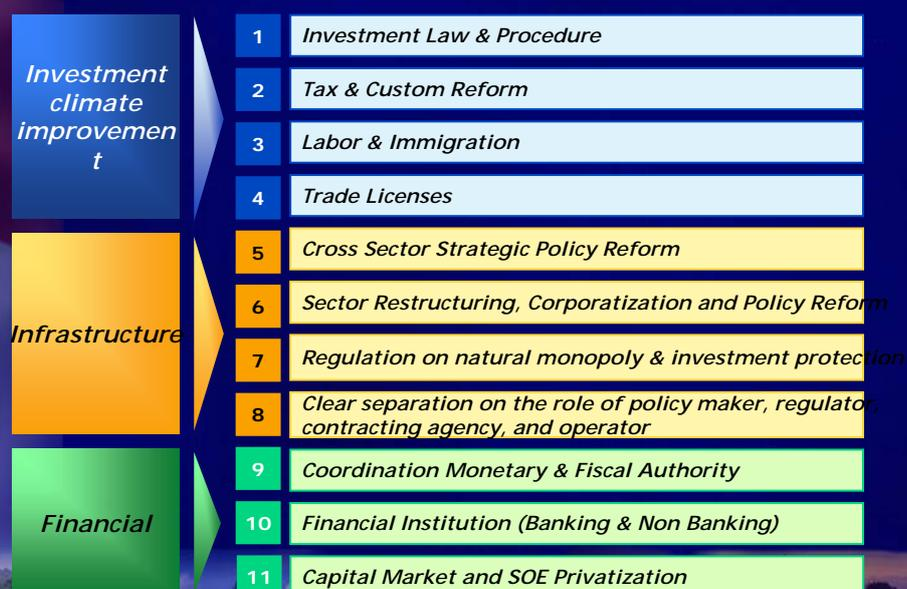 Investment
climate
improvemen
t
1
Investment Law & Procedure
2
Tax & Custom Reform
3
Labor & Immigration
4
Trade Licenses
Infrastructure
5
Cross Sector Strategic Policy Reform
6
Sector Restructuring, Corporatization and Policy Reform
7
Regulation on natural monopoly & investment protection
8
Clear separation on the role of policy maker, regulator,
contracting agency, and operator
Financial
9
Coordination Monetary & Fiscal Authority
10
Financial Institution (Banking & Non Banking)
11
Capital Market and SOE Privatization